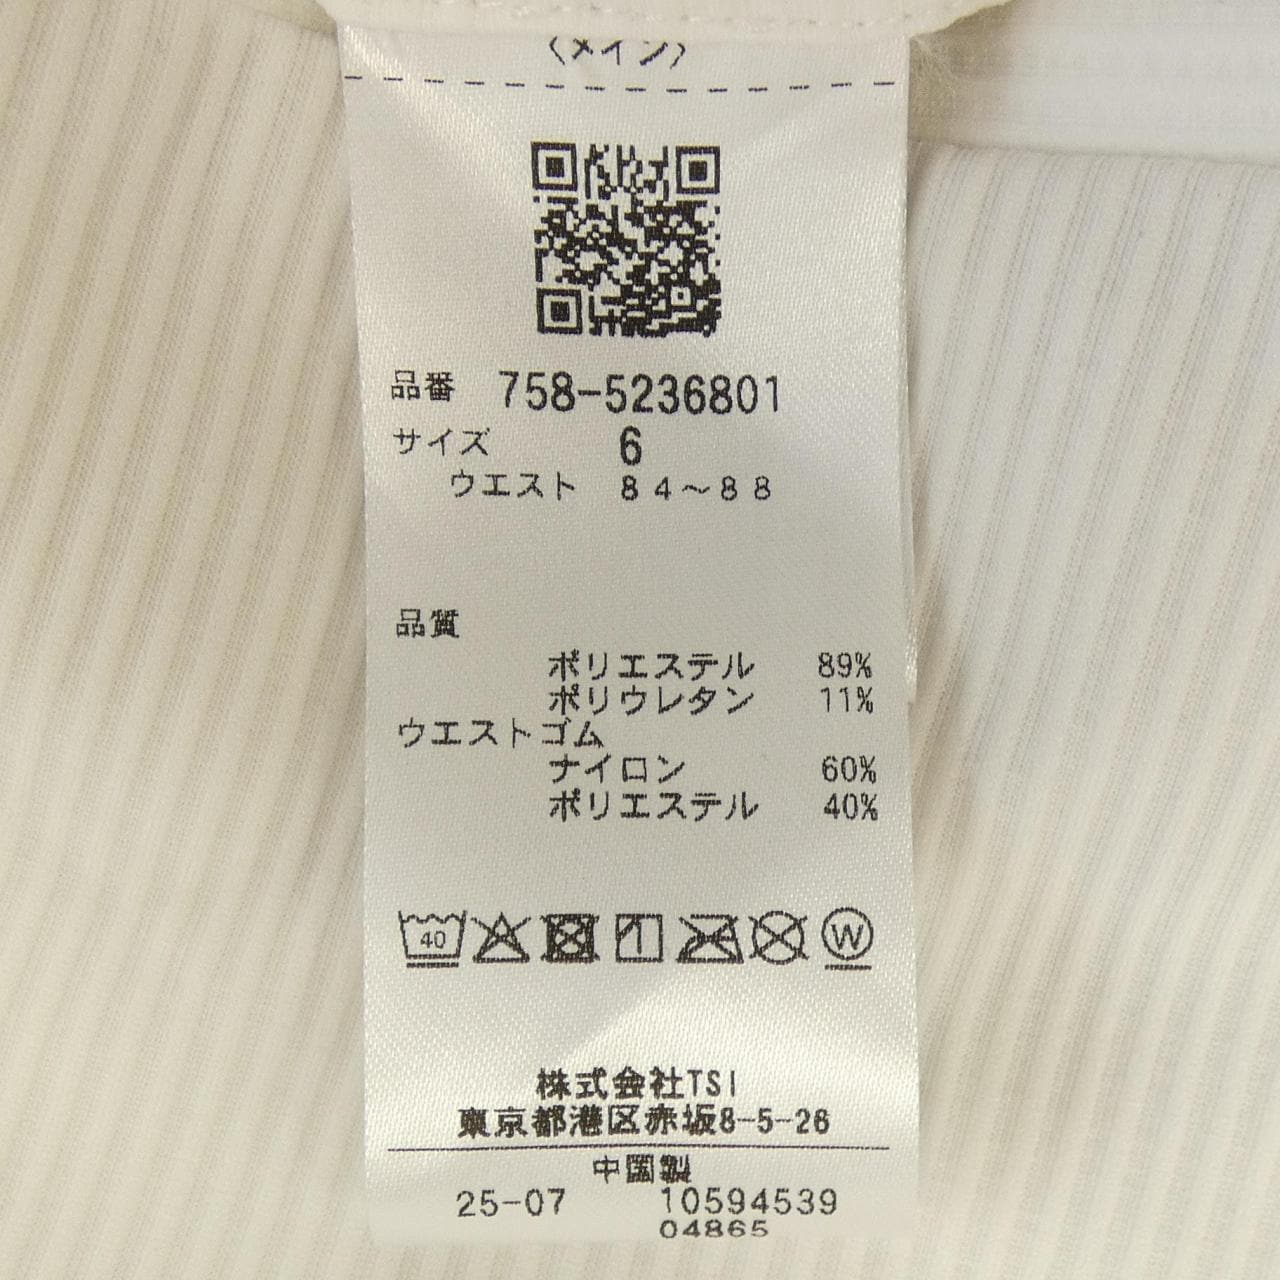 〈メイン〉
品番 758-5236801
サイズ 6
ウエスト 84〜88
品質
ポリエステル 89%
ポリウレタン 11%
ウエストゴム
ナイロン 60%
ポリエステル 40%
40
W
株式会社TSI
東京都港区赤坂8-5-26
中国製
25-07 10594539
04865